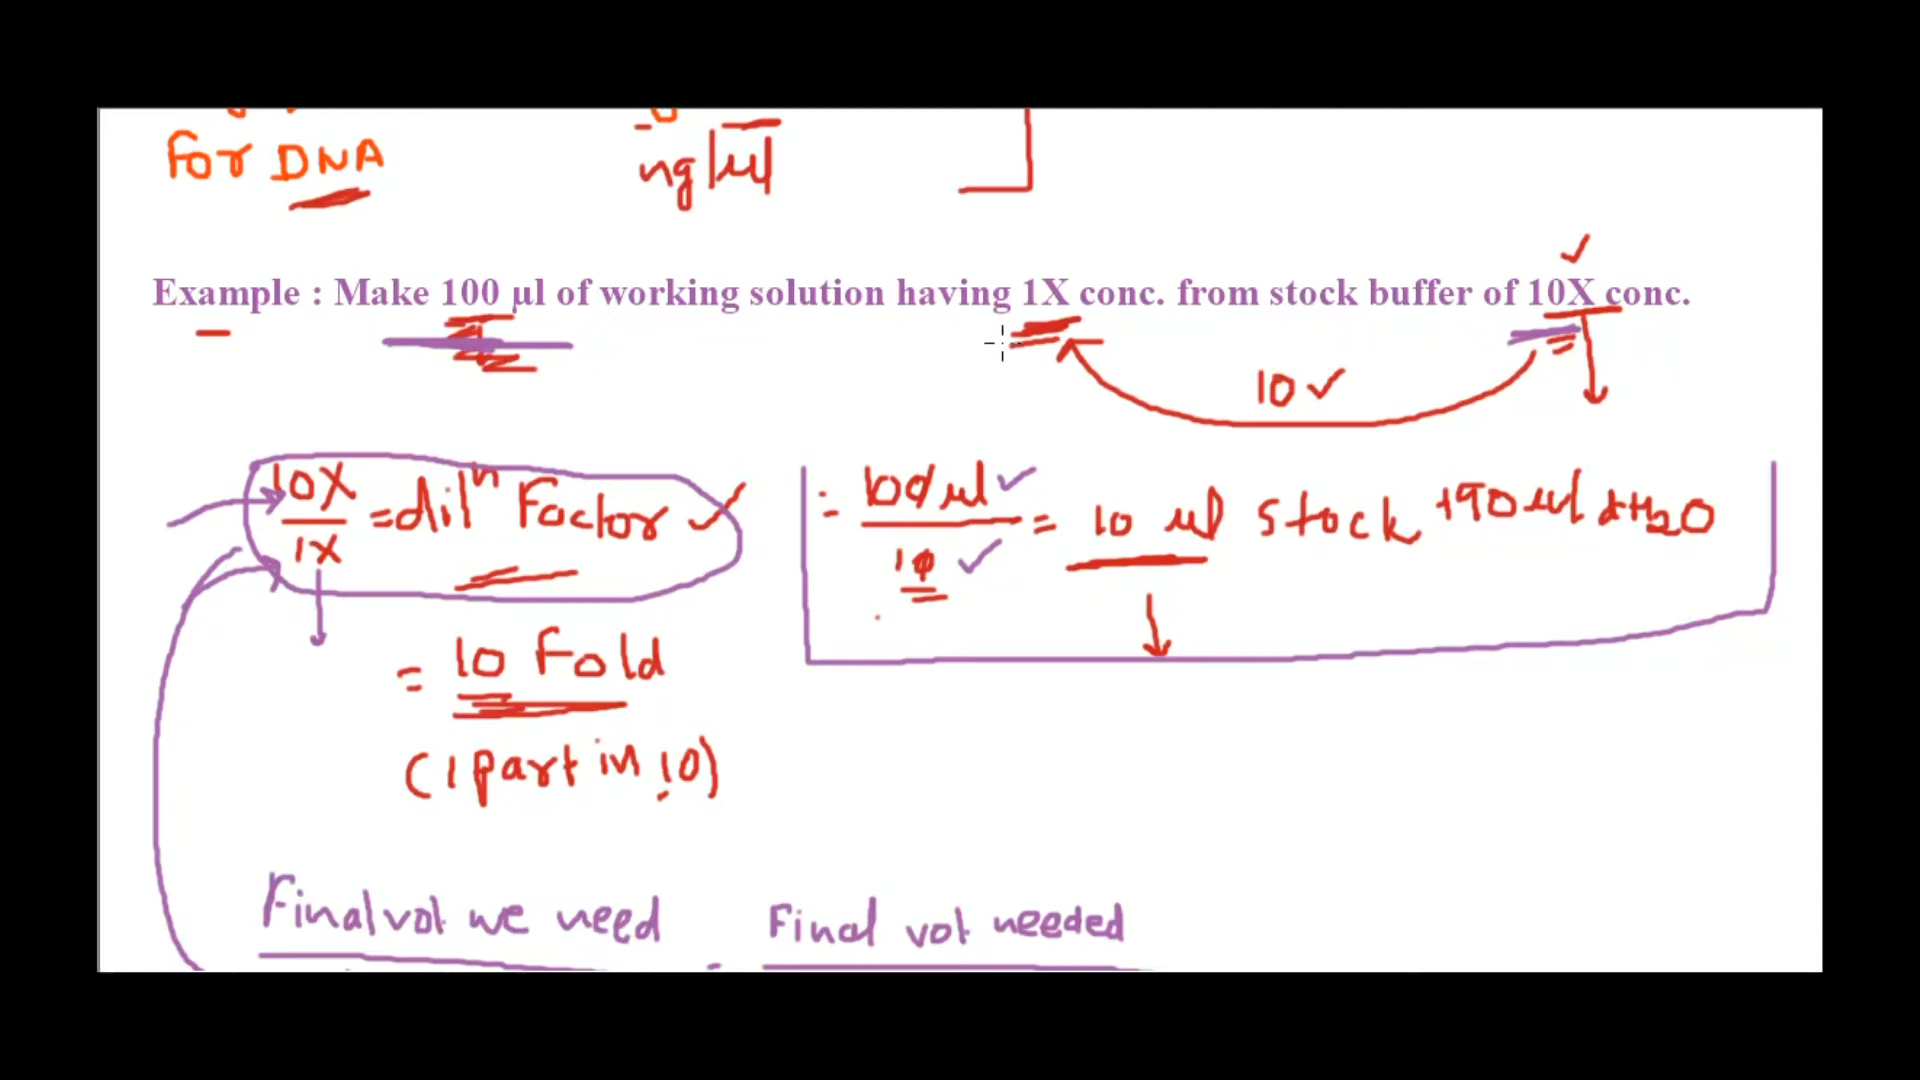 For DNA
ng/μl
Example : Make 100 μl of working solution having 1X conc. from stock buffer of 10X conc.
10 ✓
10X/1X = dilⁿ Factor ✓
= 100 μl ✓/10 ✓ = 10 μl stock +90 μl dH₂O
= 10 Fold
(1 part in 10)
Final vol we need
Final vol needed